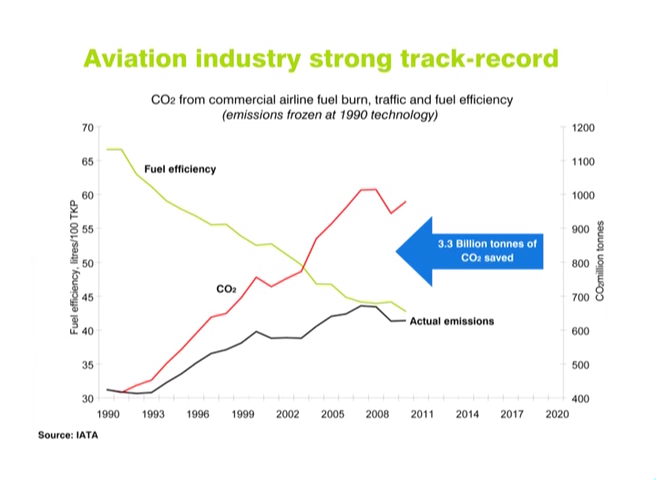 Aviation industry strong track-record
CO2 from commercial airline fuel burn, traffic and fuel efficiency
(emissions frozen at 1990 technology)
Fuel efficiency, litres/100 TKP
70
65
60
55
50
45
40
35
30
Fuel efficiency
CO2
3.3 Billion tonnes of
CO2 saved
Actual emissions
1200
1100
1000
900
800
700
600
500
400
CO2million tonnes
1990 1993 1996 1999 2002 2005 2008 2011 2014 2017 2020
Source: IATA